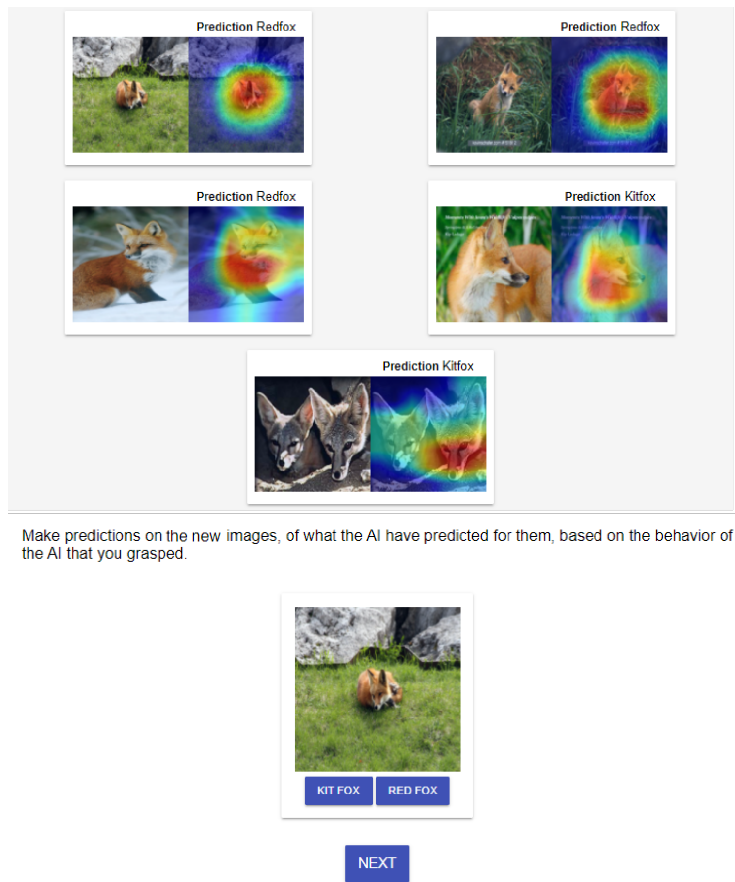 Prediction Redfox
Prediction Redfox
Prediction Redfox
Prediction Kitfox
Prediction Kitfox
Make predictions on the new images, of what the AI have predicted for them, based on the behavior of
the AI that you grasped.
KIT FOX
RED FOX
NEXT